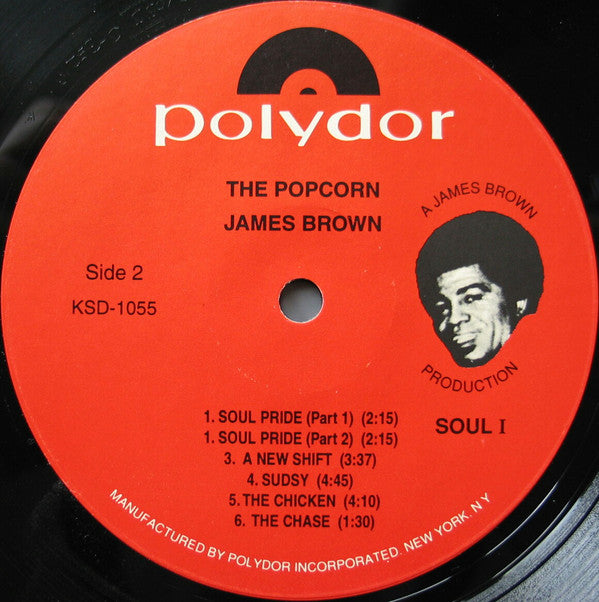 polydor
THE POPCORN
JAMES BROWN
A JAMES BROWN
PRODUCTION
Side 2
KSD-1055
SOUL I
1. SOUL PRIDE (Part 1) (2:15)
1. SOUL PRIDE (Part 2) (2:15)
3. A NEW SHIFT (3:37)
4. SUDSY (4:45)
5. THE CHICKEN (4:10)
6. THE CHASE (1:30)
MANUFACTURED BY POLYDOR INCORPORATED. NEW YORK, N.Y